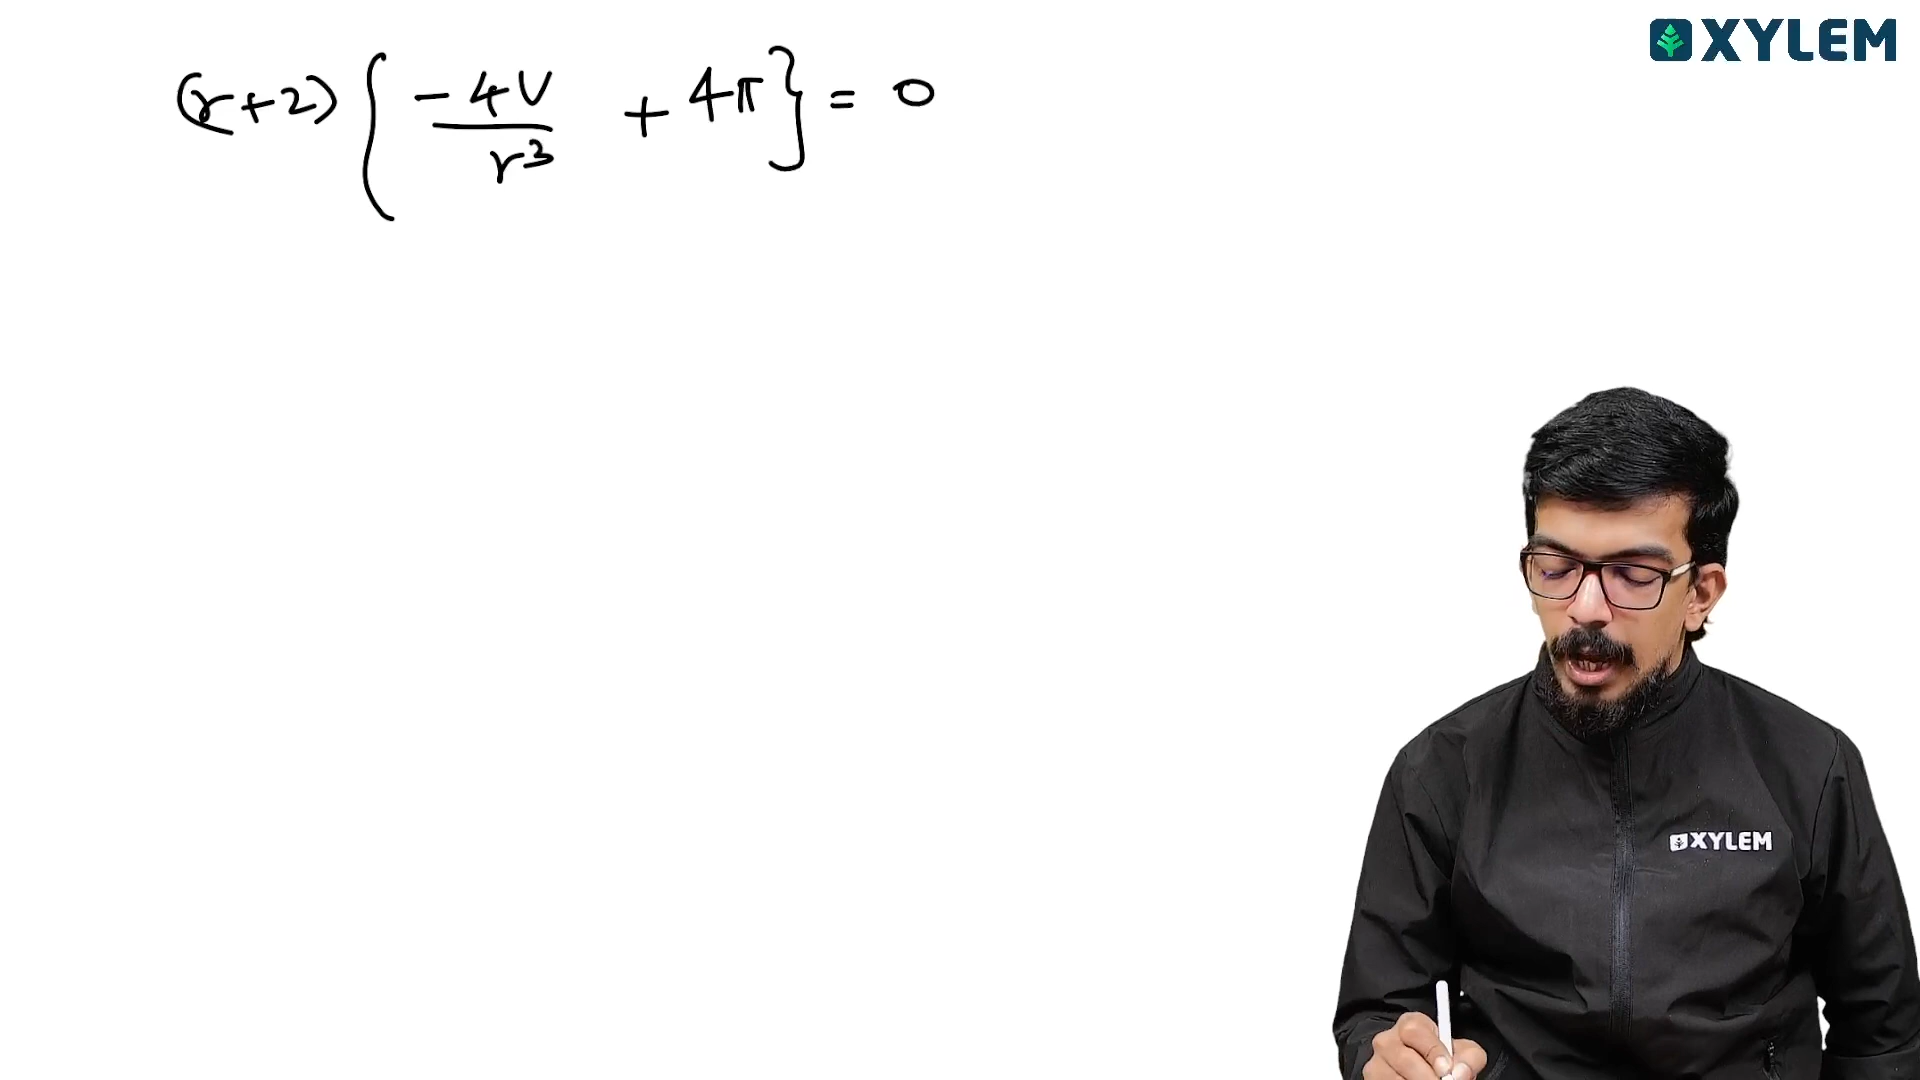 XYLEM
(r+2) { -4V/r³ + 4π } = 0
XYLEM